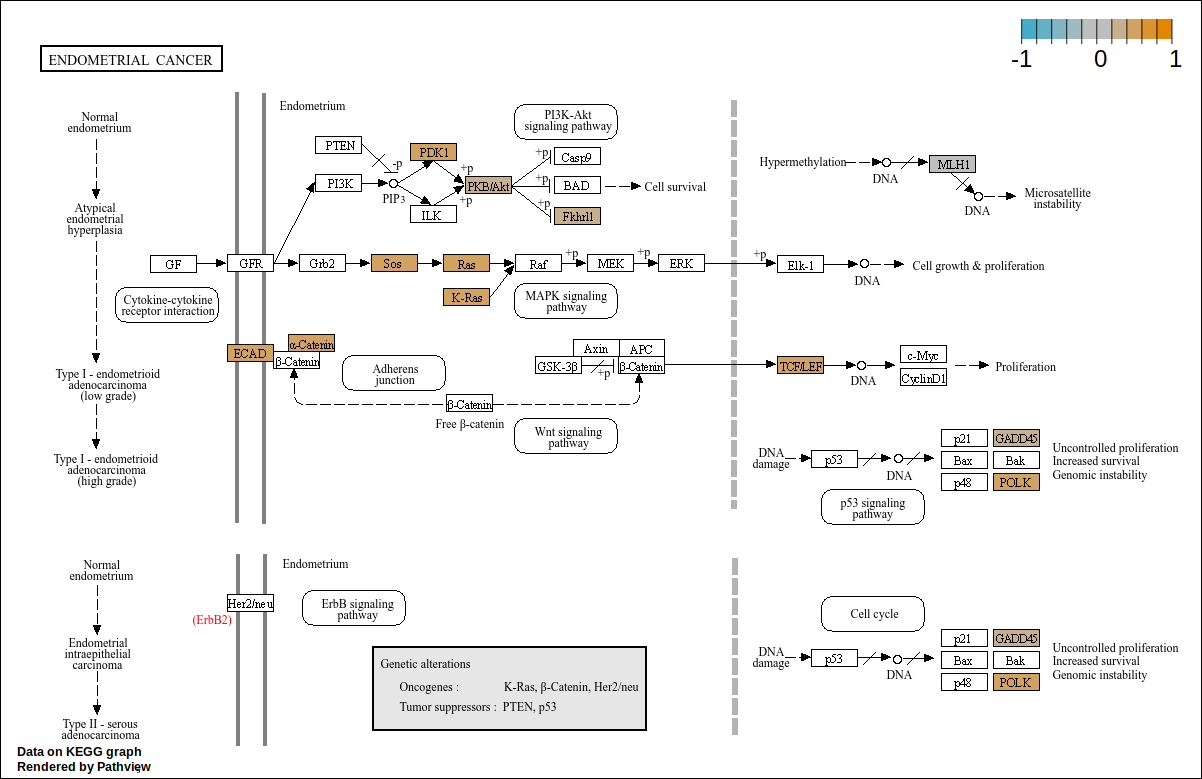 -1 0 1
ENDOMETRIAL CANCER
Normal
endometrium
Atypical
endometrial
hyperplasia
Type I - endometrioid
adenocarcinoma
(low grade)
Type I - endometrioid
adenocarcinoma
(high grade)
Endometrium
PI3K-Akt
signaling pathway
PTEN
-p
PDK1
+p
PI3K
PIP3
ILK
+p
PKB/Akt
+p
Casp9
+p
BAD
+p
Fkhrl1
Cell survival
Hypermethylation
DNA
MLH1
DNA
Microsatellite
instability
GF
GFR
Grb2
Sos
Ras
K-Ras
Raf
+p
MEK
+p
ERK
+p
Elk-1
DNA
Cell growth & proliferation
Cytokine-cytokine
receptor interaction
MAPK signaling
pathway
ECAD
α-Catenin
β-Catenin
Adherens
junction
Axin
APC
GSK-3β
+p
β-Catenin
TCF/LEF
DNA
c-Myc
CyclinD1
Proliferation
β-Catenin
Free β-catenin
Wnt signaling
pathway
DNA
damage
p53
DNA
p21
GADD45
Bax
Bak
p48
POLK
Uncontrolled proliferation
Increased survival
Genomic instability
p53 signaling
pathway
Normal
endometrium
Endometrial
intraepithelial
carcinoma
Type II - serous
adenocarcinoma
Endometrium
Her2/neu
(ErbB2)
ErbB signaling
pathway
Cell cycle
DNA
damage
p53
DNA
p21
GADD45
Bax
Bak
p48
POLK
Uncontrolled proliferation
Increased survival
Genomic instability
Genetic alterations
Oncogenes : K-Ras, β-Catenin, Her2/neu
Tumor suppressors : PTEN, p53
Data on KEGG graph
Rendered by Pathview